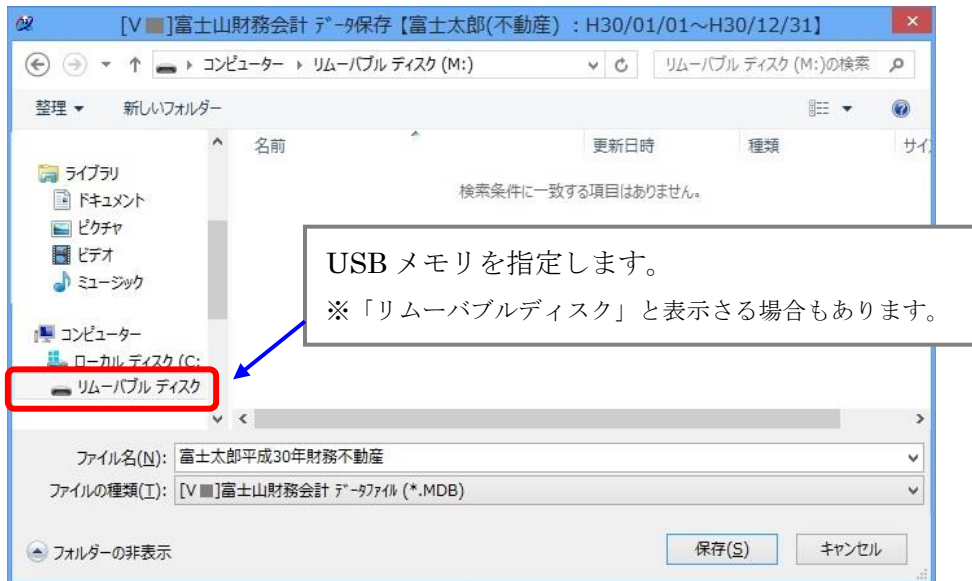 [V■]富士山財務会計 ﾃﾞｰﾀ保存【富士太郎(不動産) : H30/01/01～H30/12/31】
コンピューター ▸ リムーバブル ディスク (M:)
リムーバブル ディスク (M:)の検索
整理 ▼ 新しいフォルダー
名前 更新日時 種類 サイ
検索条件に一致する項目はありません。
ライブラリ
ドキュメント
ピクチャ
ビデオ
ミュージック
コンピューター
ローカル ディスク (C:
リムーバブル ディスク
USB メモリを指定します。
※「リムーバブルディスク」と表示さる場合もあります。
ファイル名(N): 富士太郎平成30年財務不動産
ファイルの種類(T): [V■]富士山財務会計 ﾃﾞｰﾀﾌｧｲﾙ (*.MDB)
フォルダーの非表示
保存(S) キャンセル